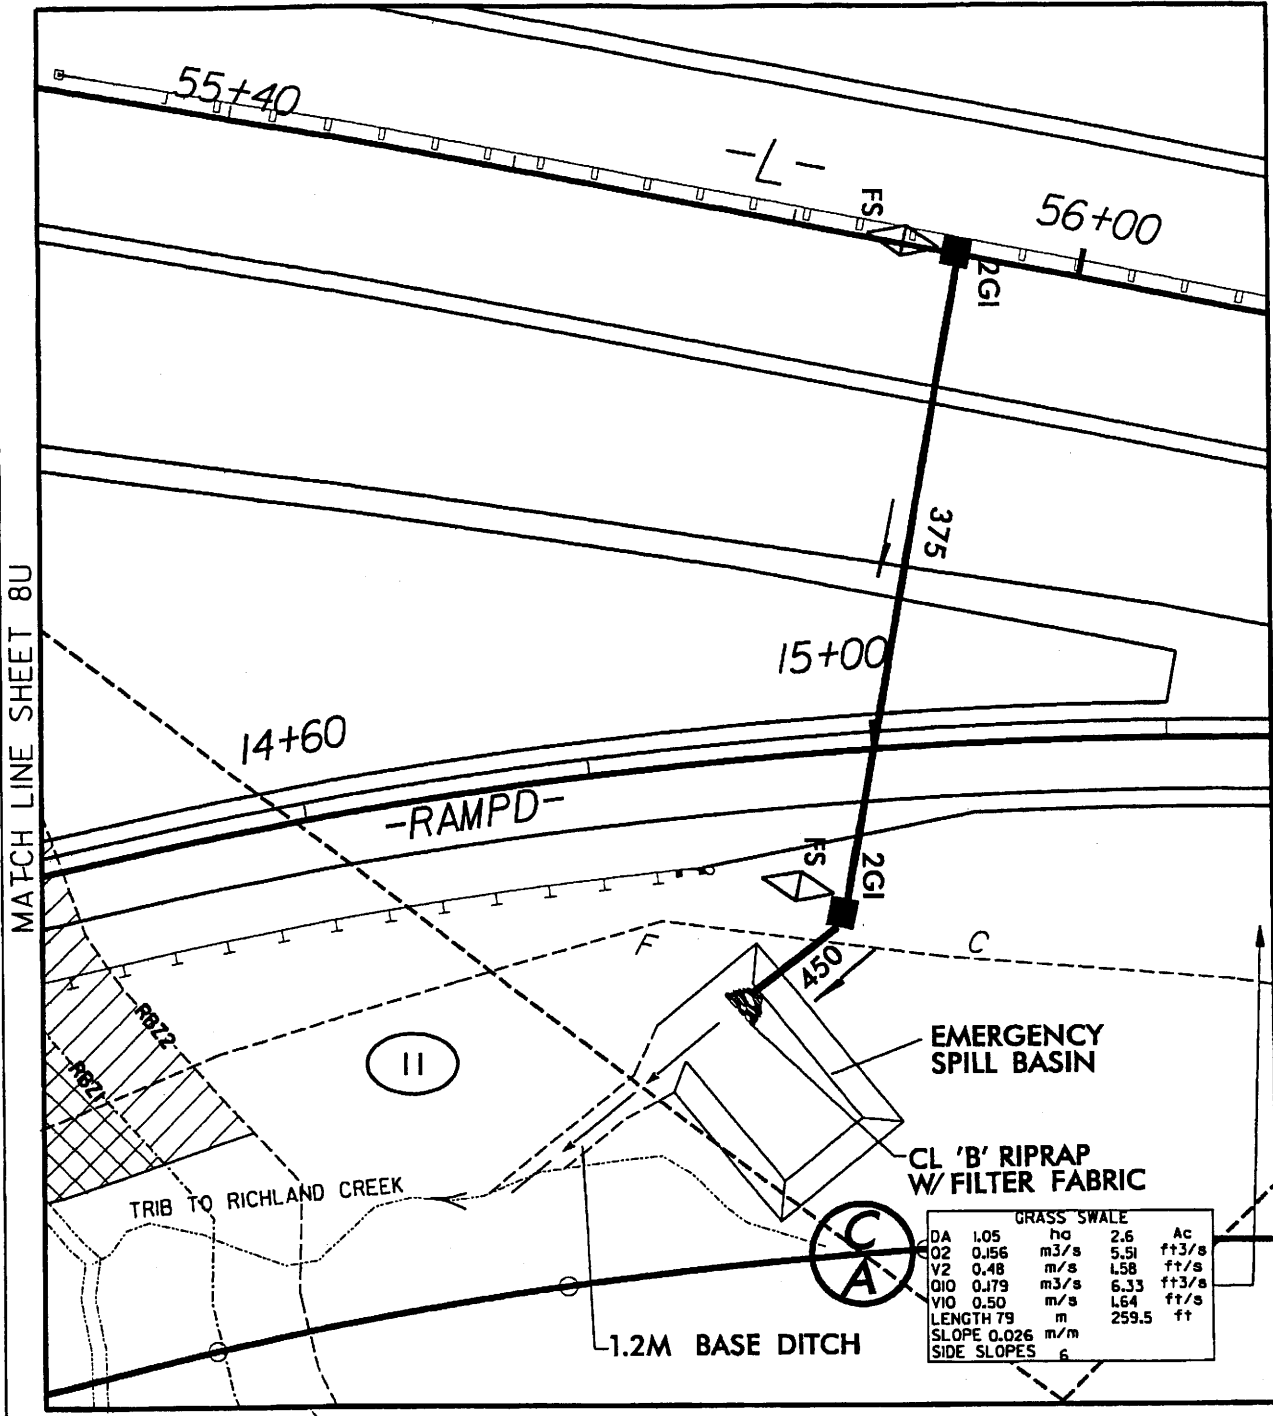 55+40
-L-
FS
56+00
2GI
375
15+00
MATCH LINE SHEET 8U
14+60
-RAMPD-
FS
2GI
F
C
450
RBZ2
RBZ1
11
EMERGENCY
SPILL BASIN
CL 'B' RIPRAP
W/ FILTER FABRIC
TRIB TO RICHLAND CREEK
C
A
GRASS SWALE
DA 1.05 ha 2.6 Ac
Q2 0.156 m3/s 5.51 ft3/s
V2 0.48 m/s 1.58 ft/s
Q10 0.179 m3/s 6.33 ft3/s
V10 0.50 m/s 1.64 ft/s
LENGTH 79 m 259.5 ft
SLOPE 0.026 m/m
SIDE SLOPES 6
1.2M BASE DITCH